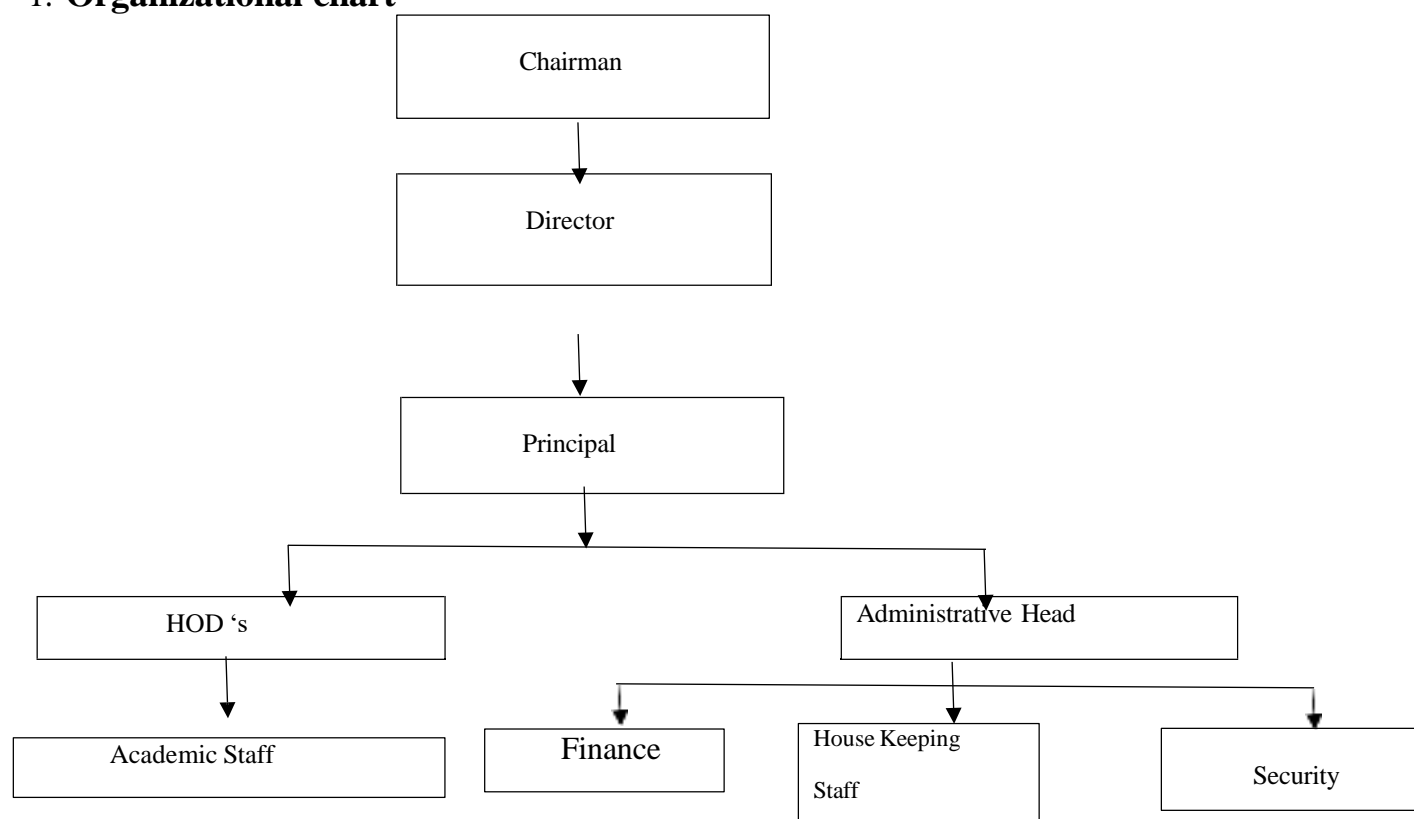 1. Organizational chart
Chairman
Director
Principal
HOD ‘s
Administrative Head
Academic Staff
Finance
House Keeping
Staff
Security